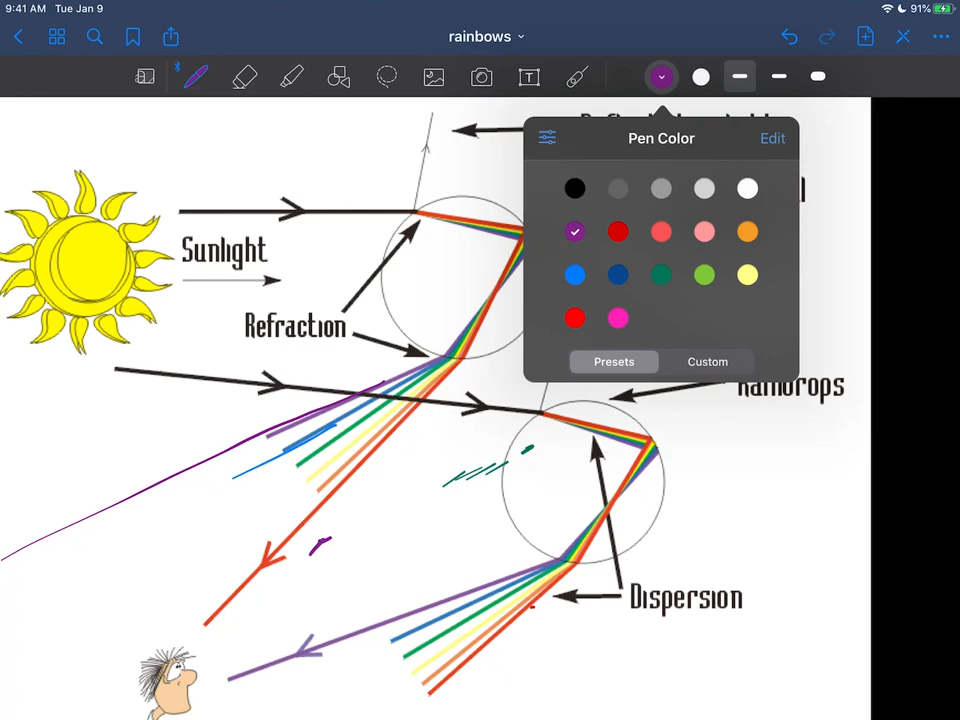 9:41 AM Tue Jan 9
91%
rainbows
T
Pen Color
Edit
Sunlight
Refraction
Presets
Custom
Raindrops
Dispersion